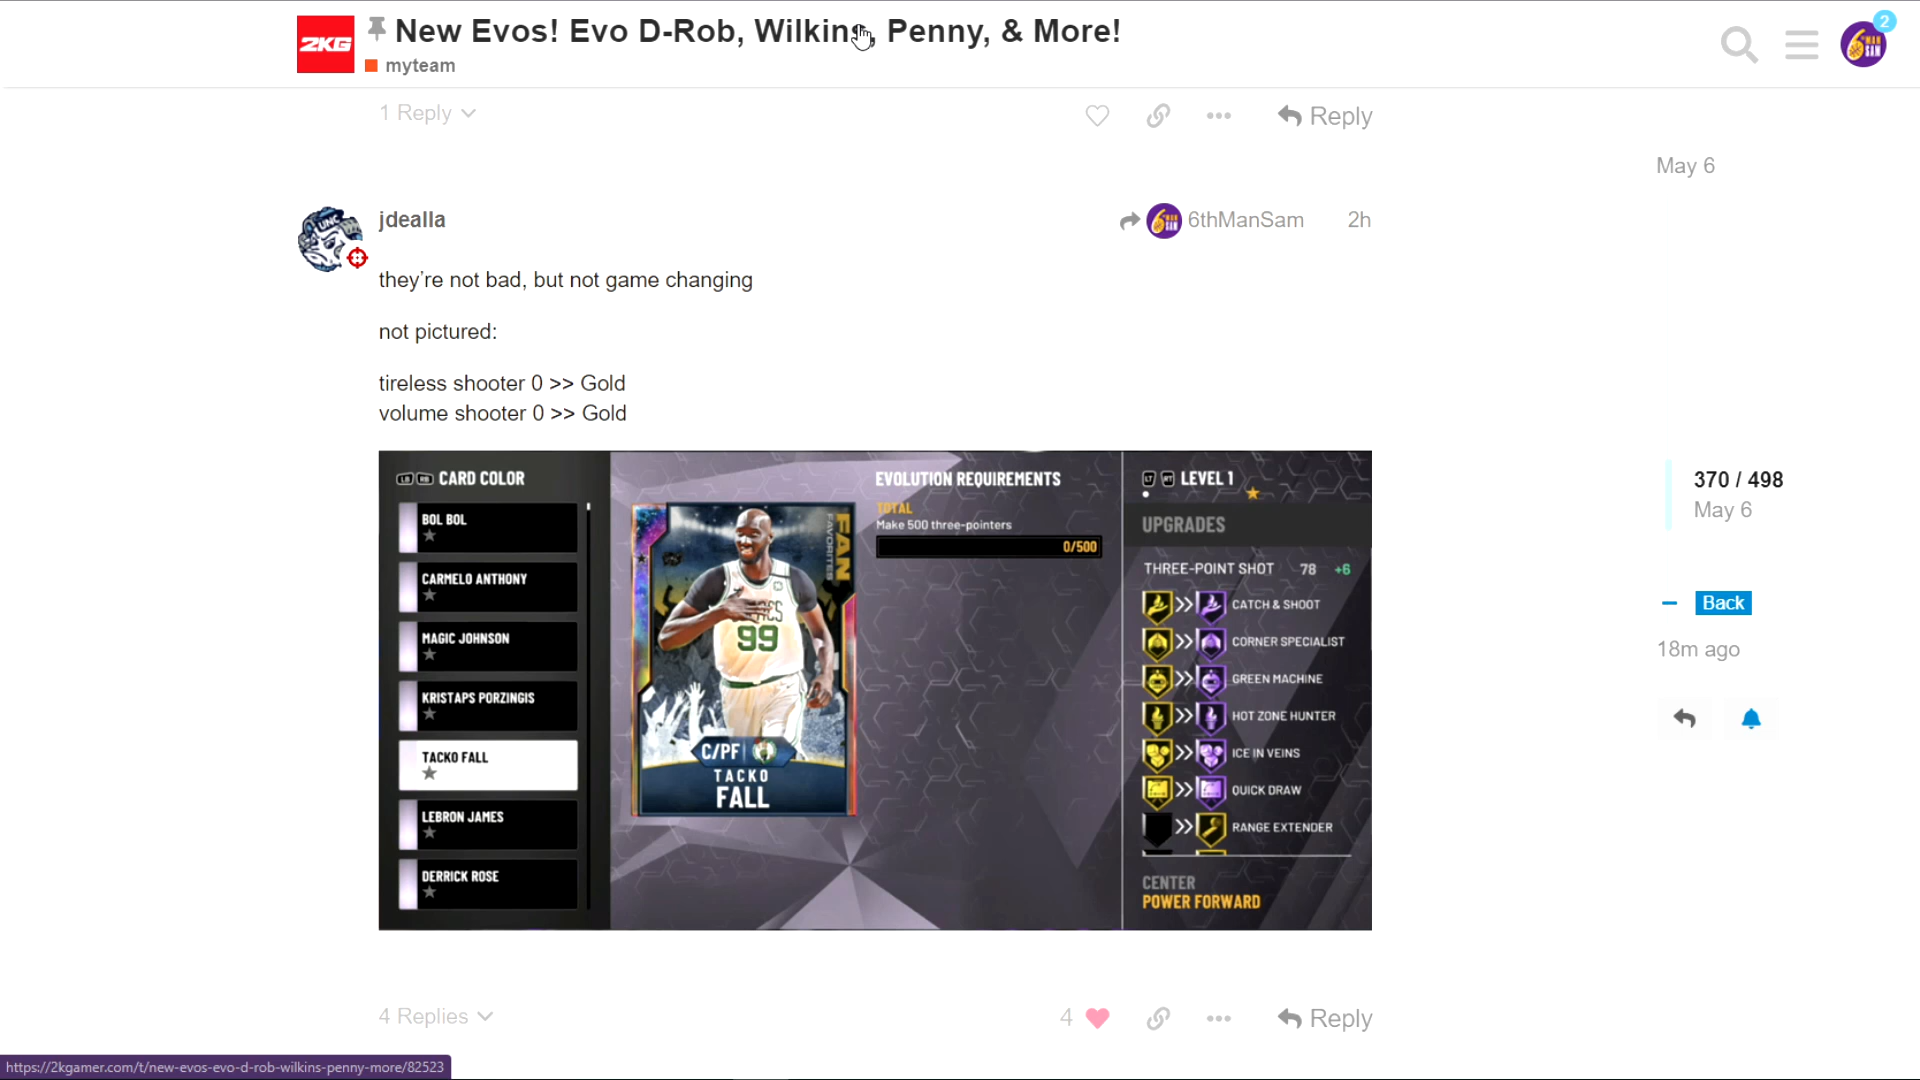 2KG
New Evos! Evo D-Rob, Wilkins, Penny, & More!
myteam
2
1 Reply
Reply
May 6
jdealla
6thManSam
2h
they're not bad, but not game changing
not pictured:
tireless shooter 0 >> Gold
volume shooter 0 >> Gold
LB RB CARD COLOR
BOL BOL
CARMELO ANTHONY
MAGIC JOHNSON
KRISTAPS PORZINGIS
TACKO FALL
LEBRON JAMES
DERRICK ROSE
FAN
FAVORITES
99
C/PF
TACKO
FALL
EVOLUTION REQUIREMENTS
TOTAL
Make 500 three-pointers
0/500
LT RT LEVEL 1
UPGRADES
THREE-POINT SHOT 78 +6
>> CATCH & SHOOT
>> CORNER SPECIALIST
>> GREEN MACHINE
>> HOT ZONE HUNTER
>> ICE IN VEINS
>> QUICK DRAW
>> RANGE EXTENDER
CENTER
POWER FORWARD
370 / 498
May 6
Back
18m ago
4 Replies
4
Reply
https://2kgamer.com/t/new-evos-evo-d-rob-wilkins-penny-more/82523